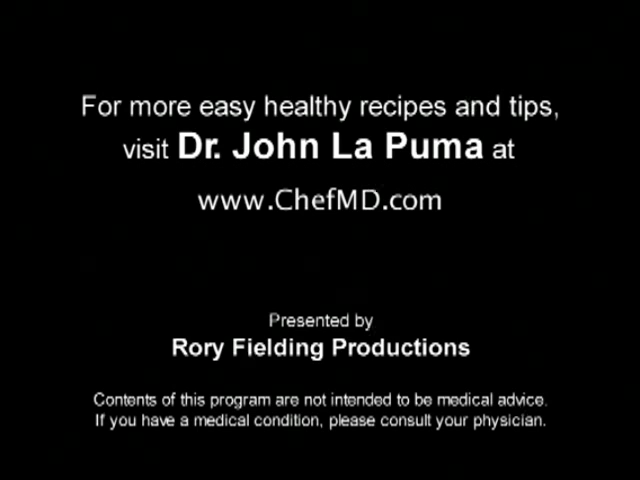 For more easy healthy recipes and tips,
visit Dr. John La Puma at
www.ChefMD.com
Presented by
Rory Fielding Productions
Contents of this program are not intended to be medical advice.
If you have a medical condition, please consult your physician.